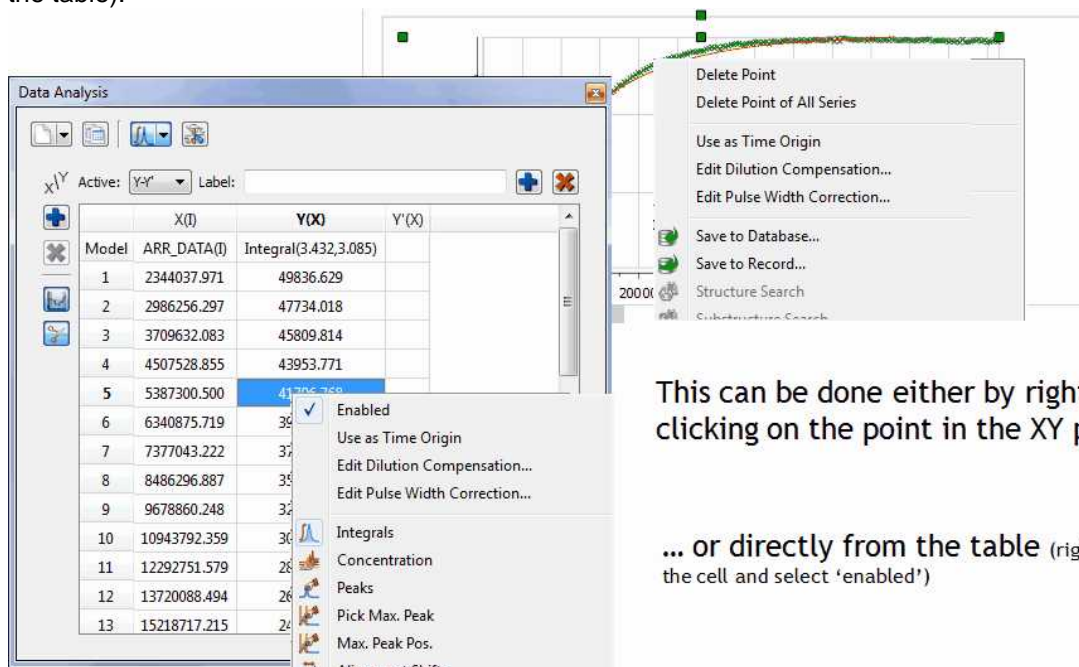 the table).
Data Analysis
Active: Y-Y' Label:
X(I) Y(X) Y'(X)
Model ARR_DATA(I) Integral(3.432,3.085)
1 2344037.971 49836.629
2 2986256.297 47734.018
3 3709632.083 45809.814
4 4507528.855 43953.771
5 5387300.500
6 6340875.719
7 7377043.222
8 8486296.887
9 9678860.248
10 10943792.359
11 12292751.579
12 13720088.494
13 15218717.215
Enabled
Use as Time Origin
Edit Dilution Compensation...
Edit Pulse Width Correction...
Integrals
Concentration
Peaks
Pick Max. Peak
Max. Peak Pos.
Delete Point
Delete Point of All Series
Use as Time Origin
Edit Dilution Compensation...
Edit Pulse Width Correction...
Save to Database...
Save to Record...
Structure Search
Substructure Search
This can be done either by right
clicking on the point in the XY p
... or directly from the table (rig
the cell and select ‘enabled’)